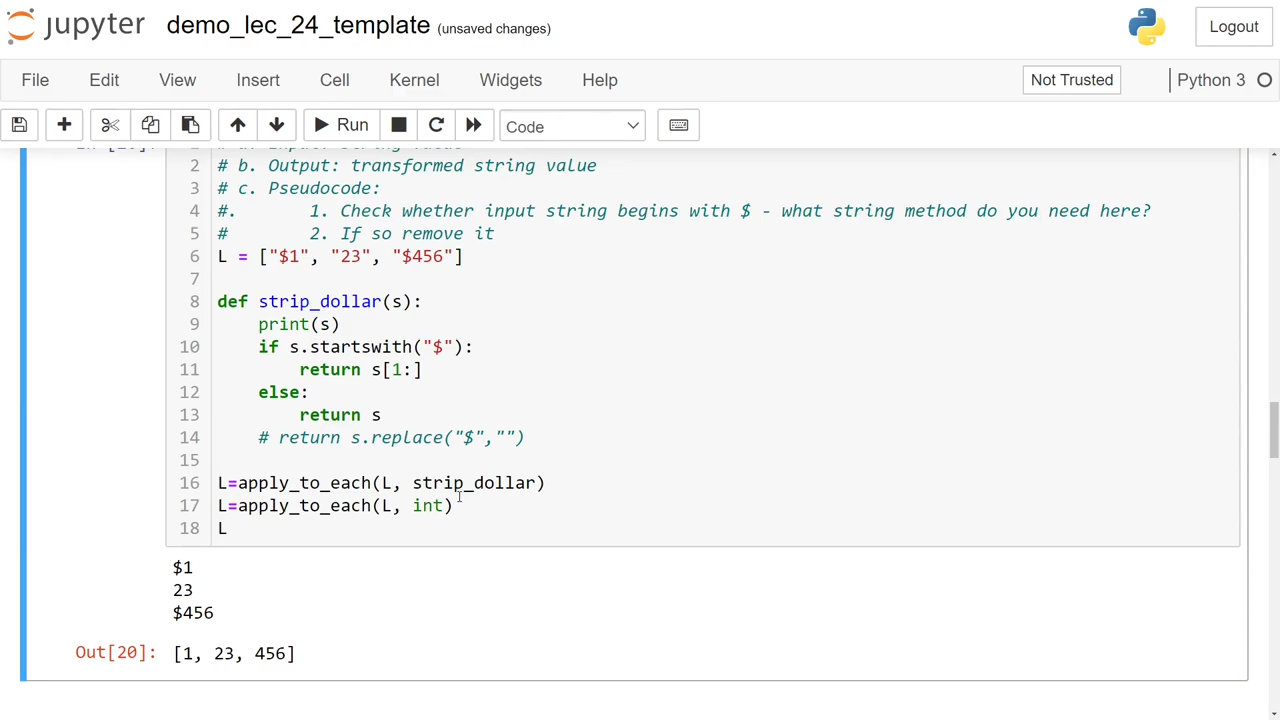 jupyter demo_lec_24_template (unsaved changes) Logout
File Edit View Insert Cell Kernel Widgets Help Not Trusted Python 3
Run Code
2 # b. Output: transformed string value
3 # c. Pseudocode:
4 #. 1. Check whether input string begins with $ - what string method do you need here?
5 # 2. If so remove it
6 L = ["$1", "23", "$456"]
7
8 def strip_dollar(s):
9 print(s)
10 if s.startswith("$"):
11 return s[1:]
12 else:
13 return s
14 # return s.replace("$","")
15
16 L=apply_to_each(L, strip_dollar)
17 L=apply_to_each(L, int)
18 L
$1
23
$456
Out[20]: [1, 23, 456]